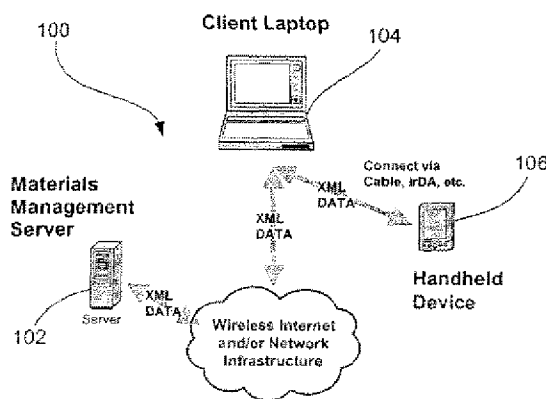 Client Laptop
100
104
Connect via
Cable, irDA, etc.
106
XML
DATA
XML
DATA
Materials
Management
Server
Handheld
Device
XML
DATA
Server
102
Wireless Internet
and/or Network
Infrastructure